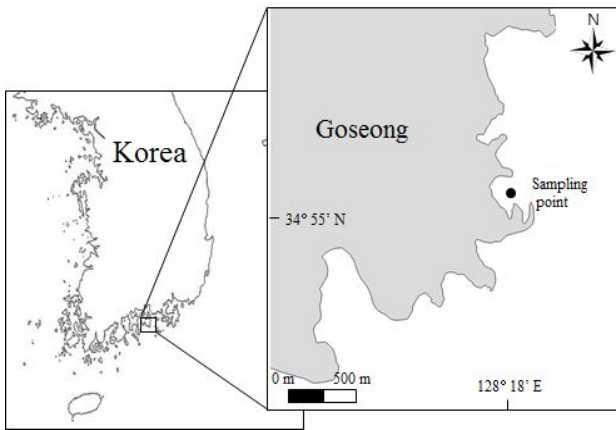 N
Korea
Goseong
Sampling
point
34° 55' N
0 m 500 m
128° 18' E